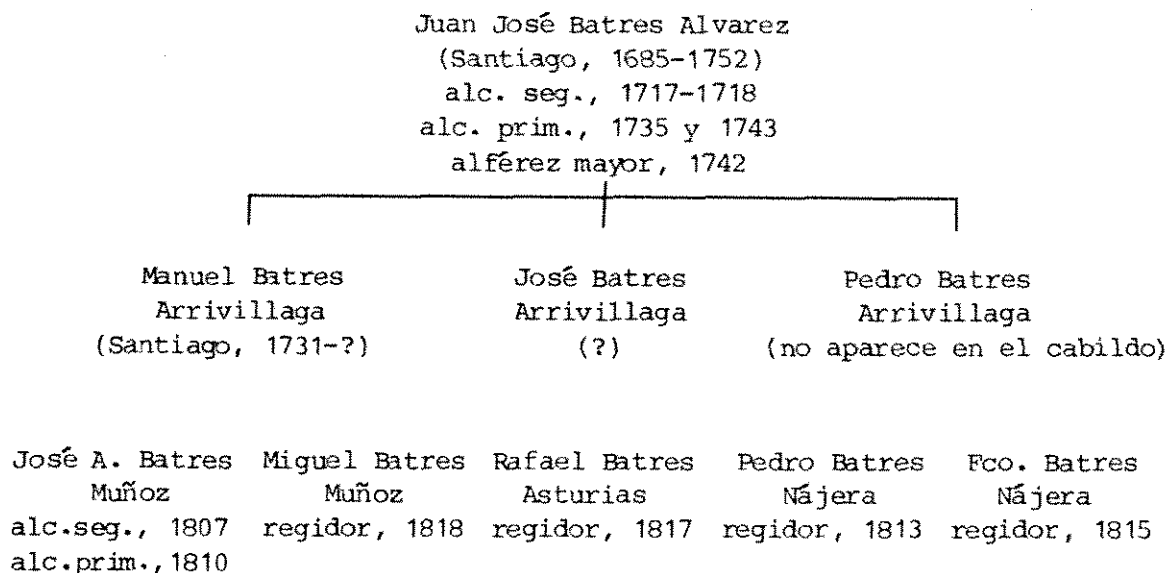 Juan José Batres Alvarez
(Santiago, 1685-1752)
alc. seg., 1717-1718
alc. prim., 1735 y 1743
alférez mayor, 1742
Manuel Batres José Batres Pedro Batres
Arrivillaga Arrivillaga Arrivillaga
(Santiago, 1731-?) (?) (no aparece en el cabildo)
José A. Batres Miguel Batres Rafael Batres Pedro Batres Fco. Batres
Muñoz Muñoz Asturias Nájera Nájera
alc.seg., 1807 regidor, 1818 regidor, 1817 regidor, 1813 regidor, 1815
alc.prim.,1810